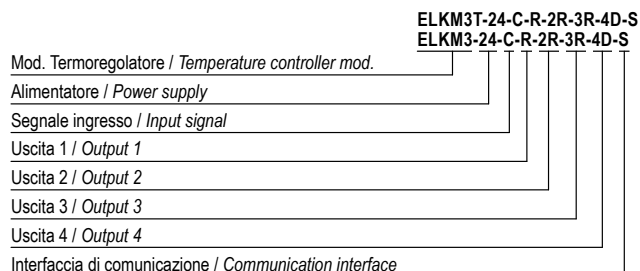 ELKM3T-24-C-R-2R-3R-4D-S
ELKM3-24-C-R-2R-3R-4D-S
Mod. Termoregolatore / Temperature controller mod.
Alimentatore / Power supply
Segnale ingresso / Input signal
Uscita 1 / Output 1
Uscita 2 / Output 2
Uscita 3 / Output 3
Uscita 4 / Output 4
Interfaccia di comunicazione / Communication interface